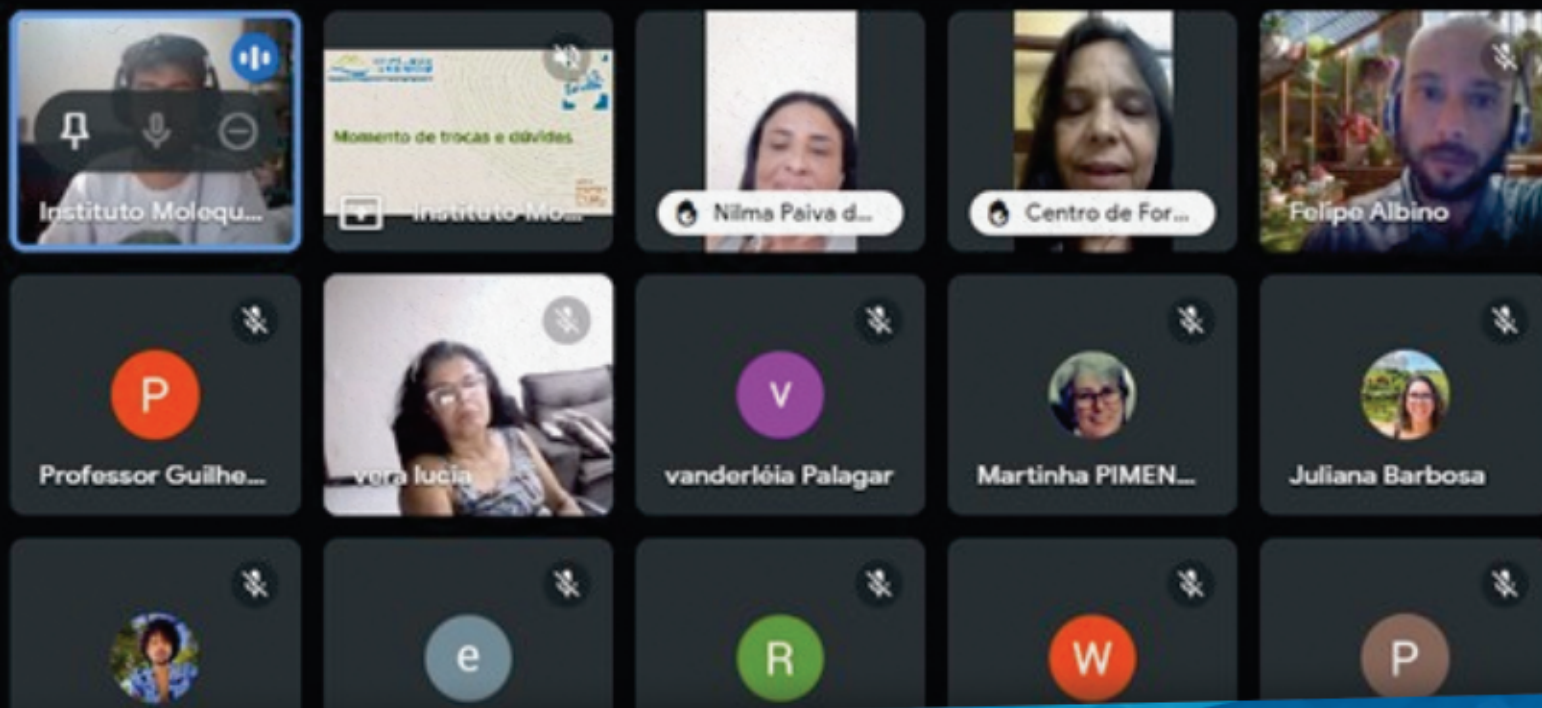 Momento de trocas e dúvidas
Instituto Molequ...
Instituto Mo...
Nilma Paiva d...
Centro de For...
Felipe Albino
P
Professor Guilhe...
vera lucia
v
vanderléia Palagar
Martinha PIMEN...
Juliana Barbosa
e
R
W
P